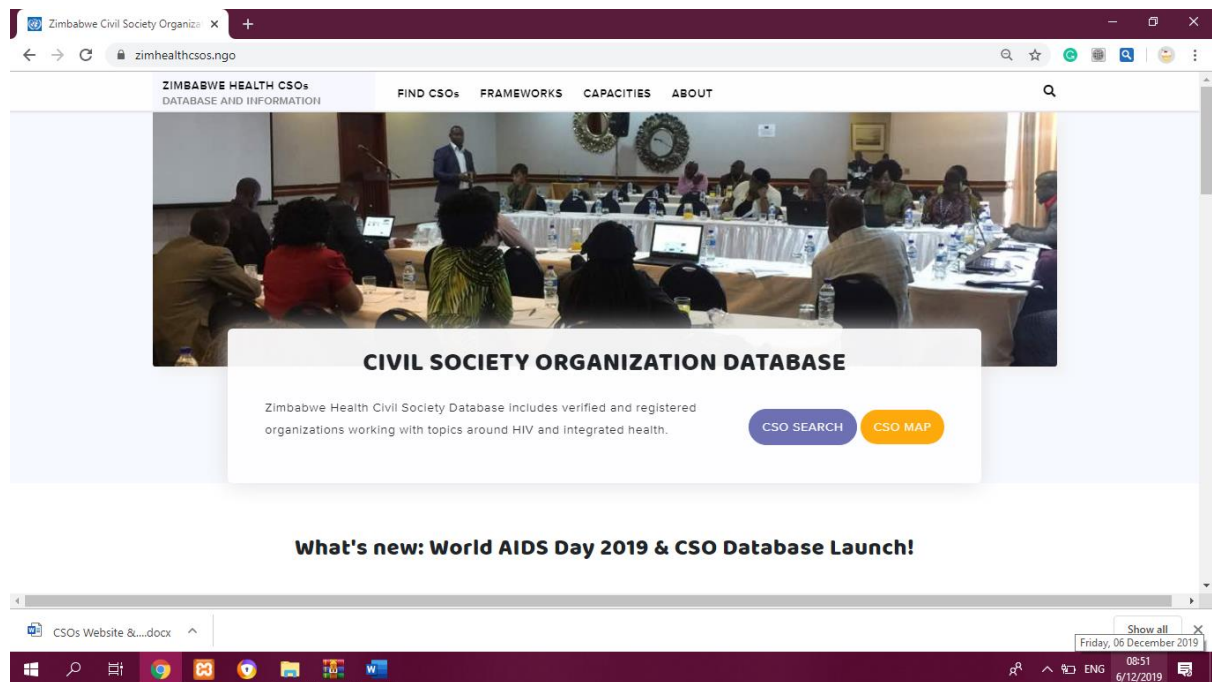 Zimbabwe Civil Society Organiza
zimhealthcsos.ngo
ZIMBABWE HEALTH CSOs
DATABASE AND INFORMATION
FIND CSOs FRAMEWORKS CAPACITIES ABOUT
CIVIL SOCIETY ORGANIZATION DATABASE
Zimbabwe Health Civil Society Database includes verified and registered
organizations working with topics around HIV and integrated health.
CSO SEARCH CSO MAP
What's new: World AIDS Day 2019 & CSO Database Launch!
CSOs Website &....docx
Show all
Friday, 06 December 2019
ENG
08:51
6/12/2019